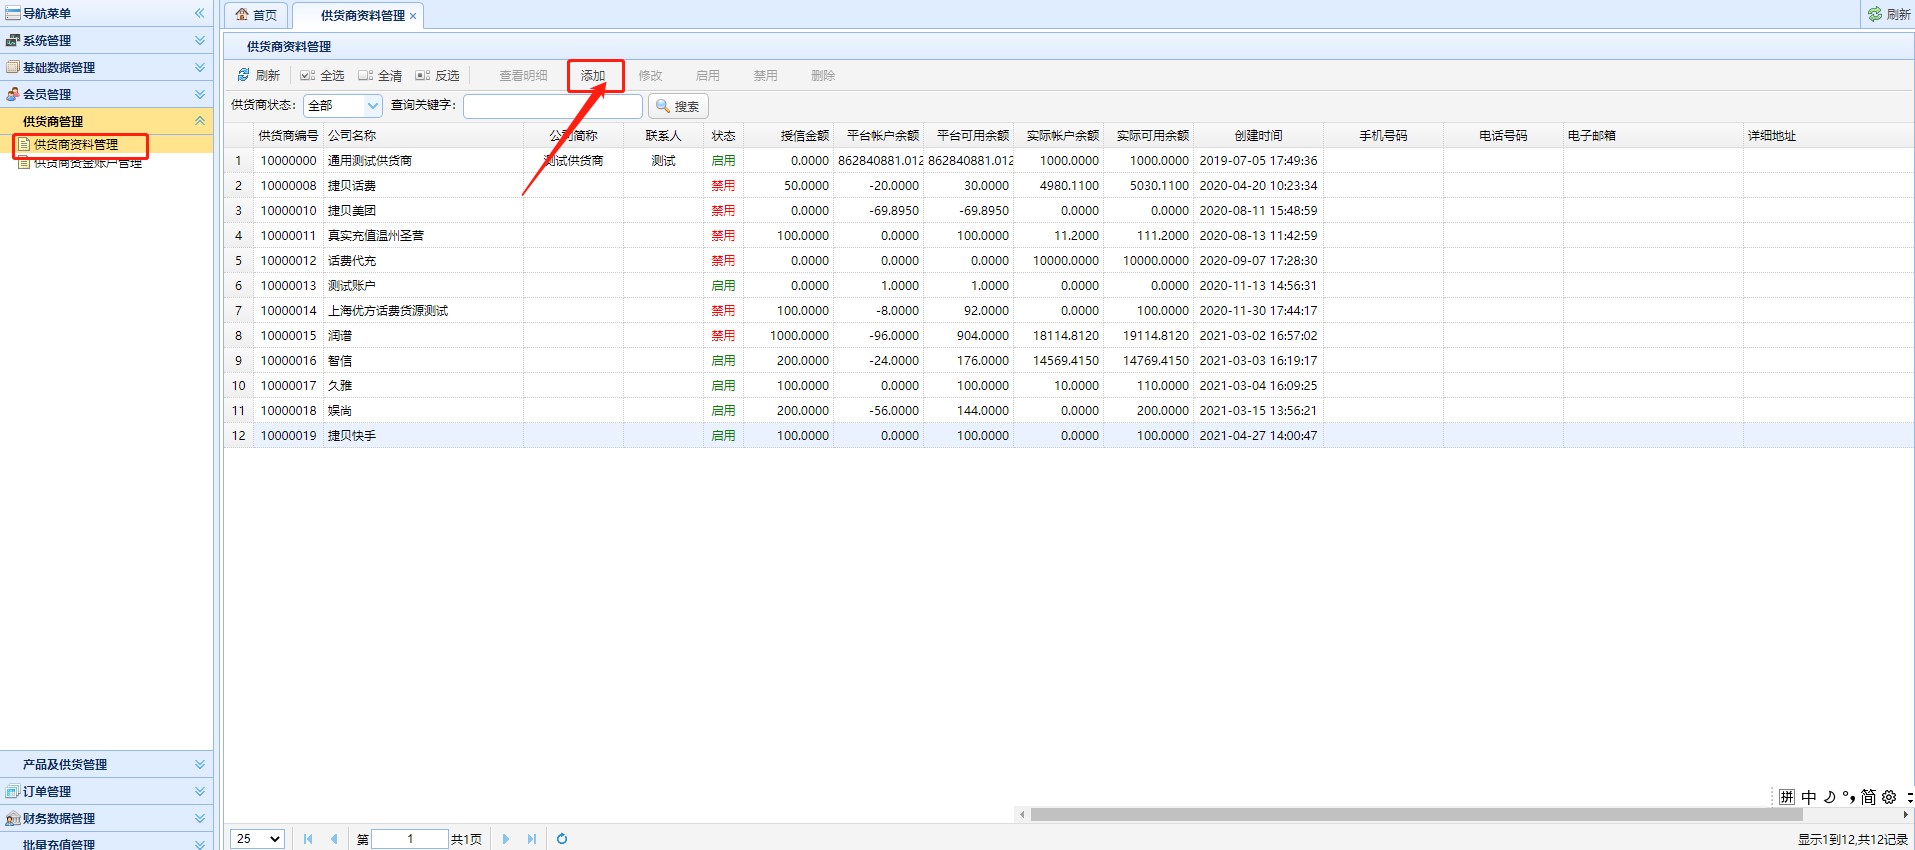 导航菜单
系统管理
基础数据管理
会员管理
供货商管理
供货商资料管理
供货商资金账户管理
产品及供货管理
订单管理
财务数据管理
批量充值管理
首页 供货商资料管理 × 刷新
供货商资料管理
刷新 全选 全清 反选 查看明细 添加 修改 启用 禁用 删除
供货商状态: 全部 查询关键字: 搜索
供货商编号 公司名称 公司简称 联系人 状态 授信金额 平台帐户余额 平台可用余额 实际帐户余额 实际可用余额 创建时间 手机号码 电话号码 电子邮箱 详细地址
1 10000000 通用测试供货商 测试供货商 测试 启用 0.0000 862840881.012 862840881.012 1000.0000 1000.0000 2019-07-05 17:49:36
2 10000008 捷贝话费 禁用 50.0000 -20.0000 30.0000 4980.1100 5030.1100 2020-04-20 10:23:34
3 10000010 捷贝美团 禁用 0.0000 -69.8950 -69.8950 0.0000 0.0000 2020-08-11 15:48:59
4 10000011 真实充值温州圣营 禁用 100.0000 0.0000 100.0000 11.2000 111.2000 2020-08-13 11:42:59
5 10000012 话费代充 禁用 0.0000 0.0000 0.0000 10000.0000 10000.0000 2020-09-07 17:28:30
6 10000013 测试账户 启用 0.0000 1.0000 1.0000 0.0000 0.0000 2020-11-13 14:56:31
7 10000014 上海优方话费货源测试 禁用 100.0000 -8.0000 92.0000 0.0000 100.0000 2020-11-30 17:44:17
8 10000015 润谱 禁用 1000.0000 -96.0000 904.0000 18114.8120 19114.8120 2021-03-02 16:57:02
9 10000016 智信 启用 200.0000 -24.0000 176.0000 14569.4150 14769.4150 2021-03-03 16:19:17
10 10000017 久雅 启用 100.0000 0.0000 100.0000 10.0000 110.0000 2021-03-04 16:09:25
11 10000018 娱尚 启用 200.0000 -56.0000 144.0000 0.0000 200.0000 2021-03-15 13:56:21
12 10000019 捷贝快手 启用 100.0000 0.0000 100.0000 0.0000 100.0000 2021-04-27 14:00:47
拼 中 简
25 第 1 共1页 显示1到12,共12记录